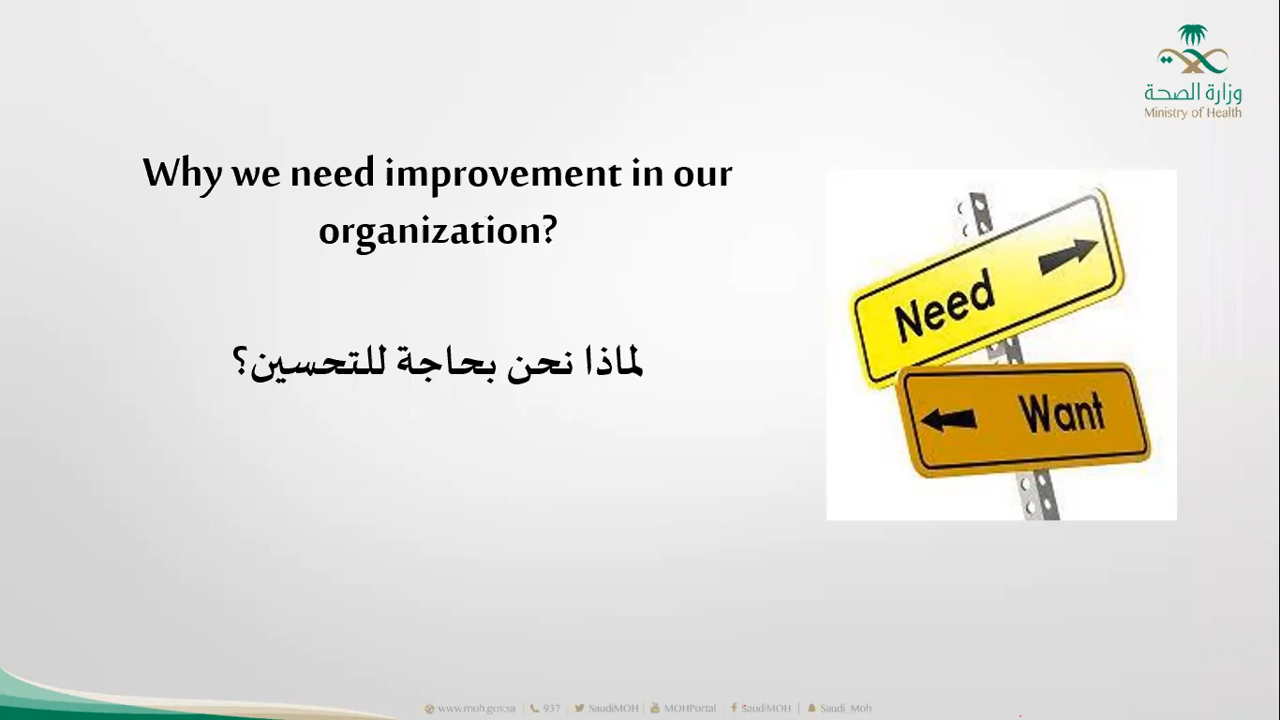 وزارة الصحة
Ministry of Health
Why we need improvement in our
organization?
لماذا نحن بحاجة للتحسين؟
Need
Want
www.moh.gov.sa | 937 | SaudiMOH | MOHPortal | SaudiMOH | Saudi_Moh